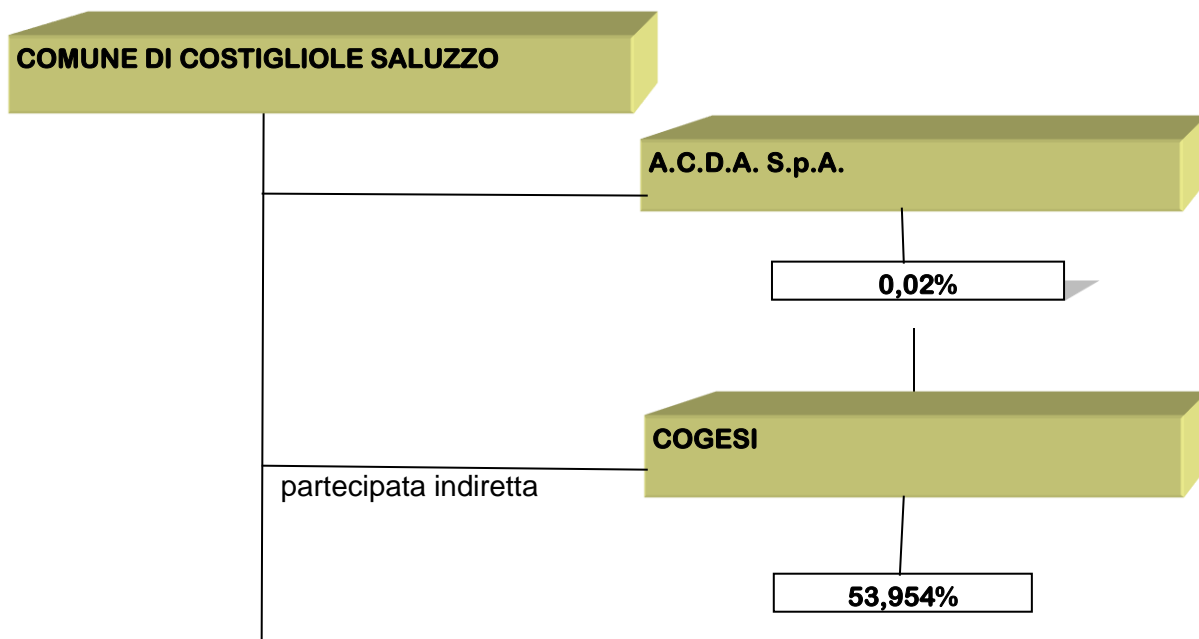 COMUNE DI COSTIGLIOLE SALUZZO
A.C.D.A. S.p.A.
0,02%
COGESI
partecipata indiretta
53,954%